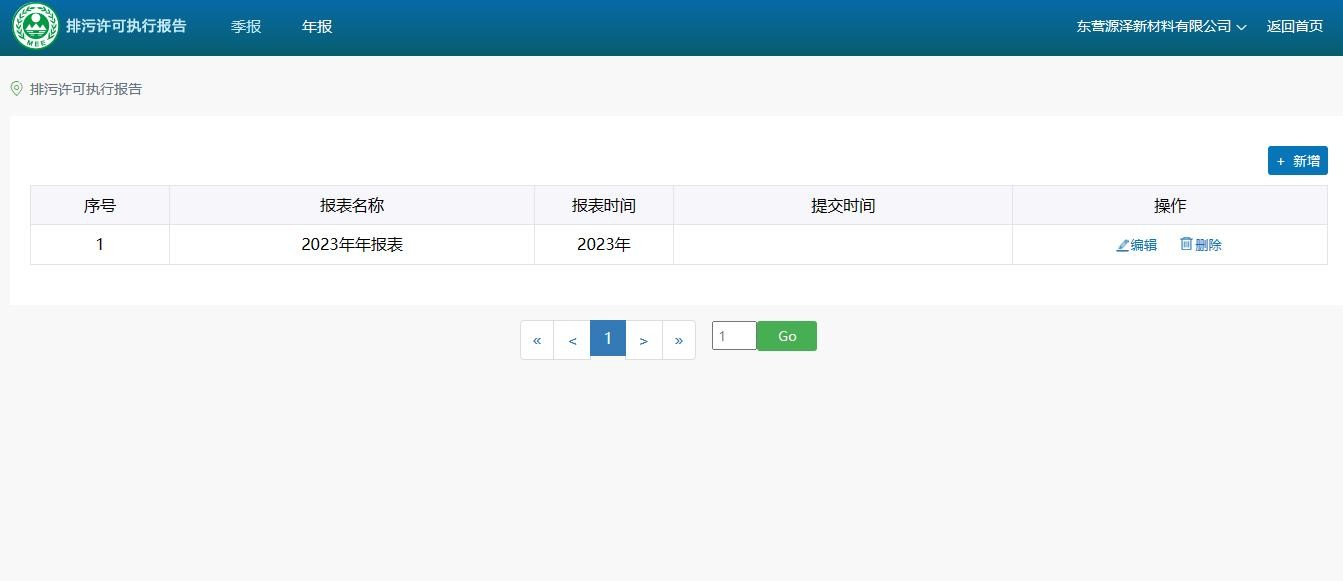 排污许可执行报告 季报 年报 东营源泽新材料有限公司 返回首页
MEE
排污许可执行报告
+ 新增
序号 报表名称 报表时间 提交时间 操作
1 2023年年报表 2023年 编辑 删除
« < 1 > » 1 Go